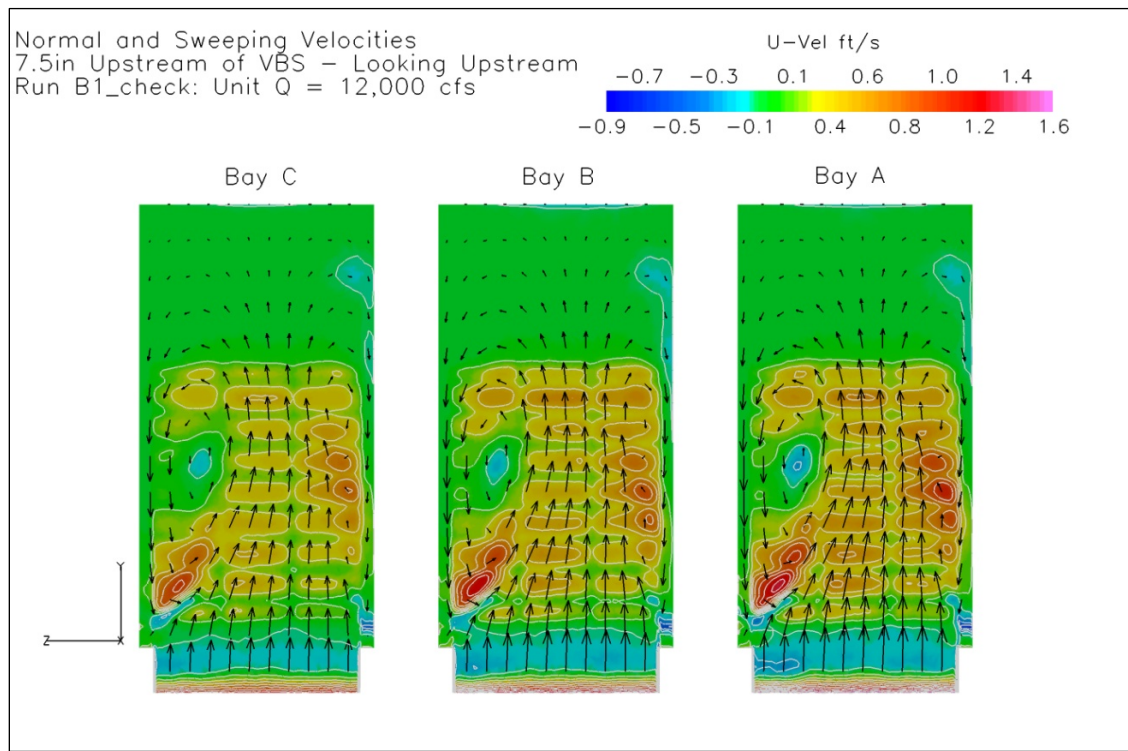 Normal and Sweeping Velocities
7.5in Upstream of VBS – Looking Upstream
Run B1_check: Unit Q = 12,000 cfs
U-Vel ft/s
-0.7 -0.3 0.1 0.6 1.0 1.4
-0.9 -0.5 -0.1 0.4 0.8 1.2 1.6
Bay C Bay B Bay A
Y
Z X